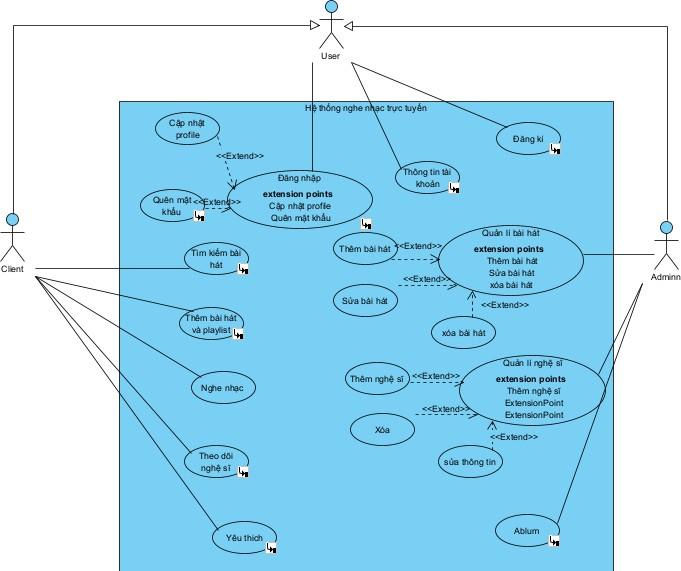 User
Hệ thống nghe nhạc trực tuyến
Cập nhật
profile
<<Extend>>
Đăng kí
Thông tin tài
khoản
Đăng nhập
extension points
Cập nhật profile
Quên mật khẩu
Quên mật
khẩu
<<Extend>>
Client
Tìm kiếm bài
hát
Thêm bài hát
và playlist
Nghe nhạc
Theo dõi
nghệ sĩ
Yêu thích
Adminn
Quản lí bài hát
extension points
Thêm bài hát
Sửa bài hát
xóa bài hát
Thêm bài hát
<<Extend>>
Sửa bài hát
<<Extend>>
xóa bài hát
<<Extend>>
Quản lí nghệ sĩ
extension points
Thêm nghệ sĩ
ExtensionPoint
ExtensionPoint
Thêm nghệ sĩ
<<Extend>>
Xóa
<<Extend>>
sửa thông tin
<<Extend>>
Ablum